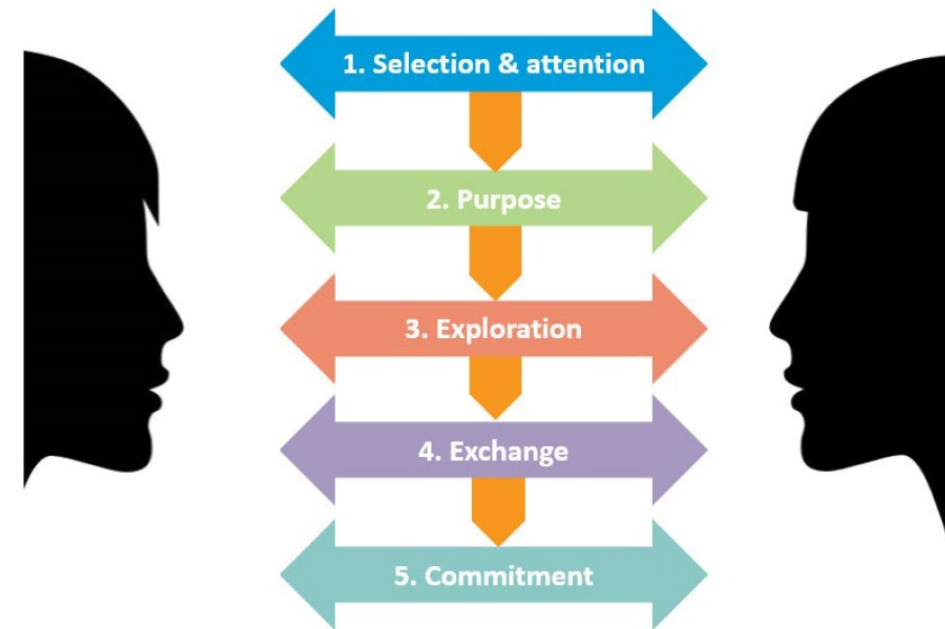 1. Selection & attention
2. Purpose
3. Exploration
4. Exchange
5. Commitment